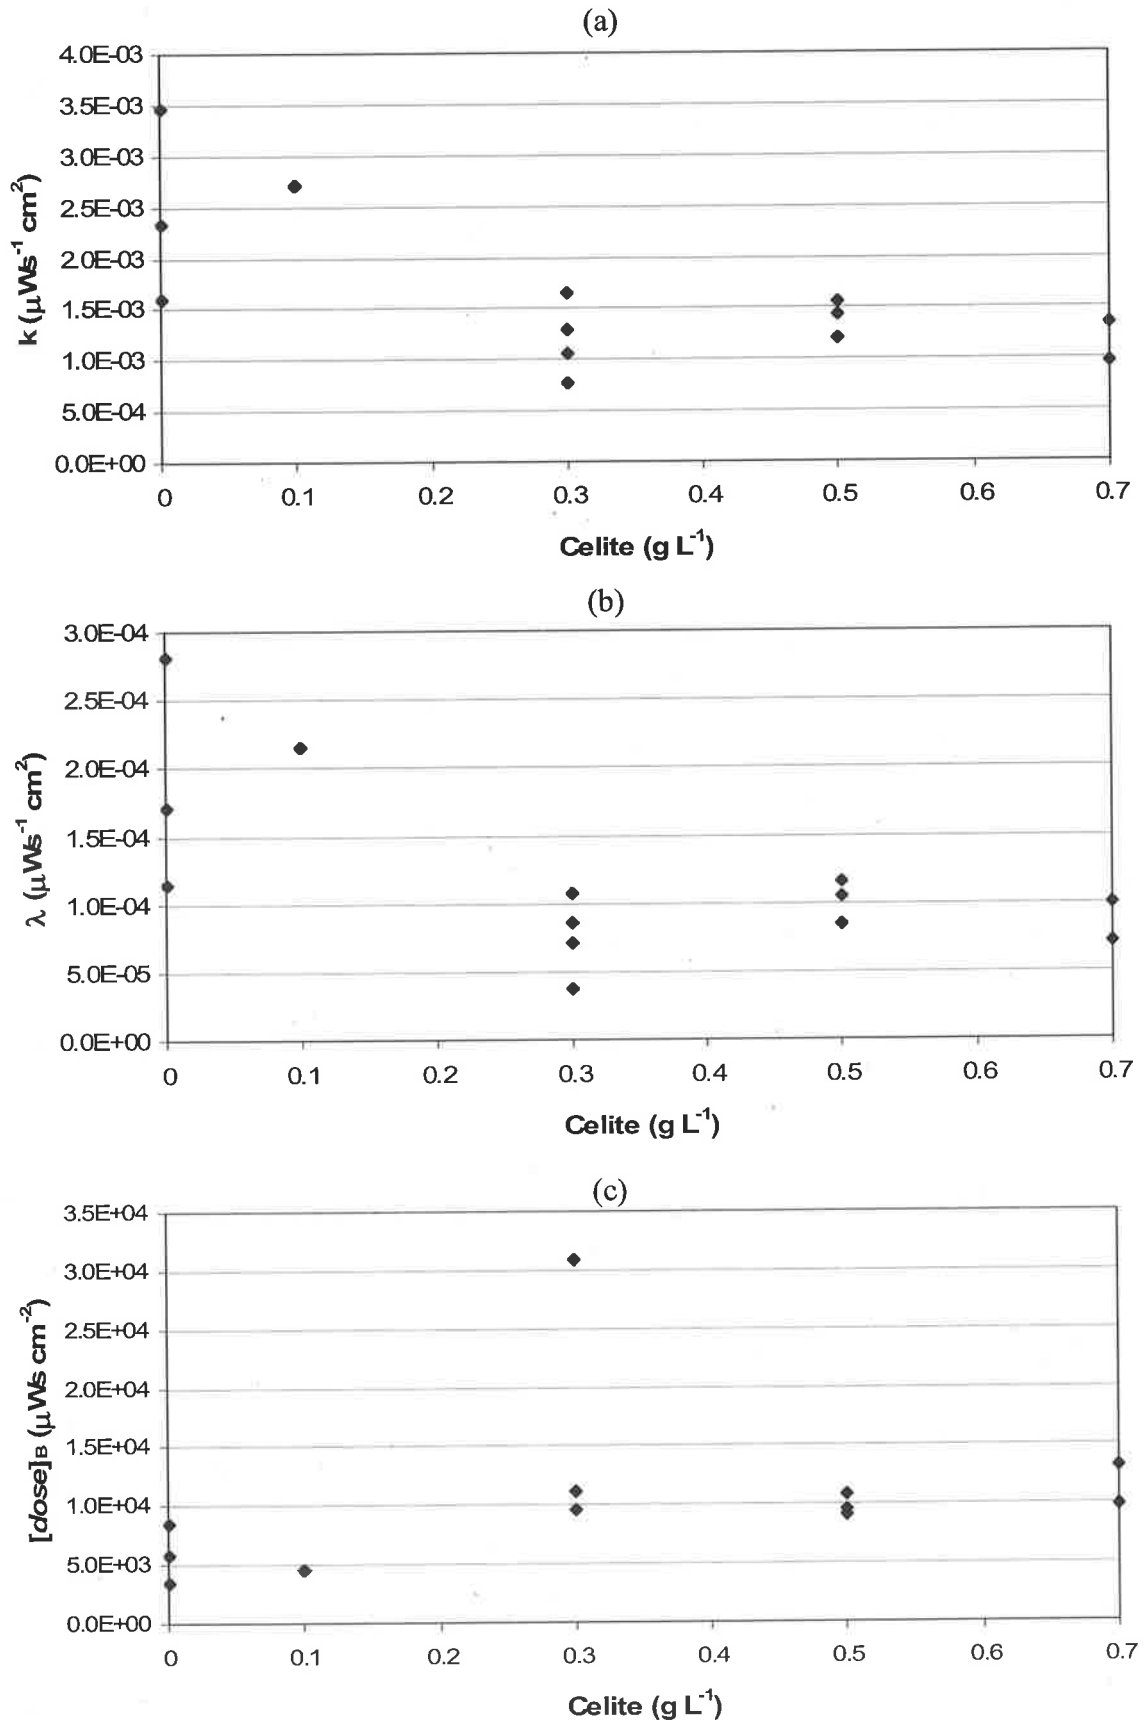 (a)
4.0E-03
3.5E-03
3.0E-03
2.5E-03
2.0E-03
1.5E-03
1.0E-03
5.0E-04
0.0E+00
k (μWs⁻¹ cm²)
0 0.1 0.2 0.3 0.4 0.5 0.6 0.7
Celite (g L⁻¹)
(b)
3.0E-04
2.5E-04
2.0E-04
1.5E-04
1.0E-04
5.0E-05
0.0E+00
λ (μWs⁻¹ cm²)
0 0.1 0.2 0.3 0.4 0.5 0.6 0.7
Celite (g L⁻¹)
(c)
3.5E+04
3.0E+04
2.5E+04
2.0E+04
1.5E+04
1.0E+04
5.0E+03
0.0E+00
[dose]B (μWs cm⁻²)
0 0.1 0.2 0.3 0.4 0.5 0.6 0.7
Celite (g L⁻¹)